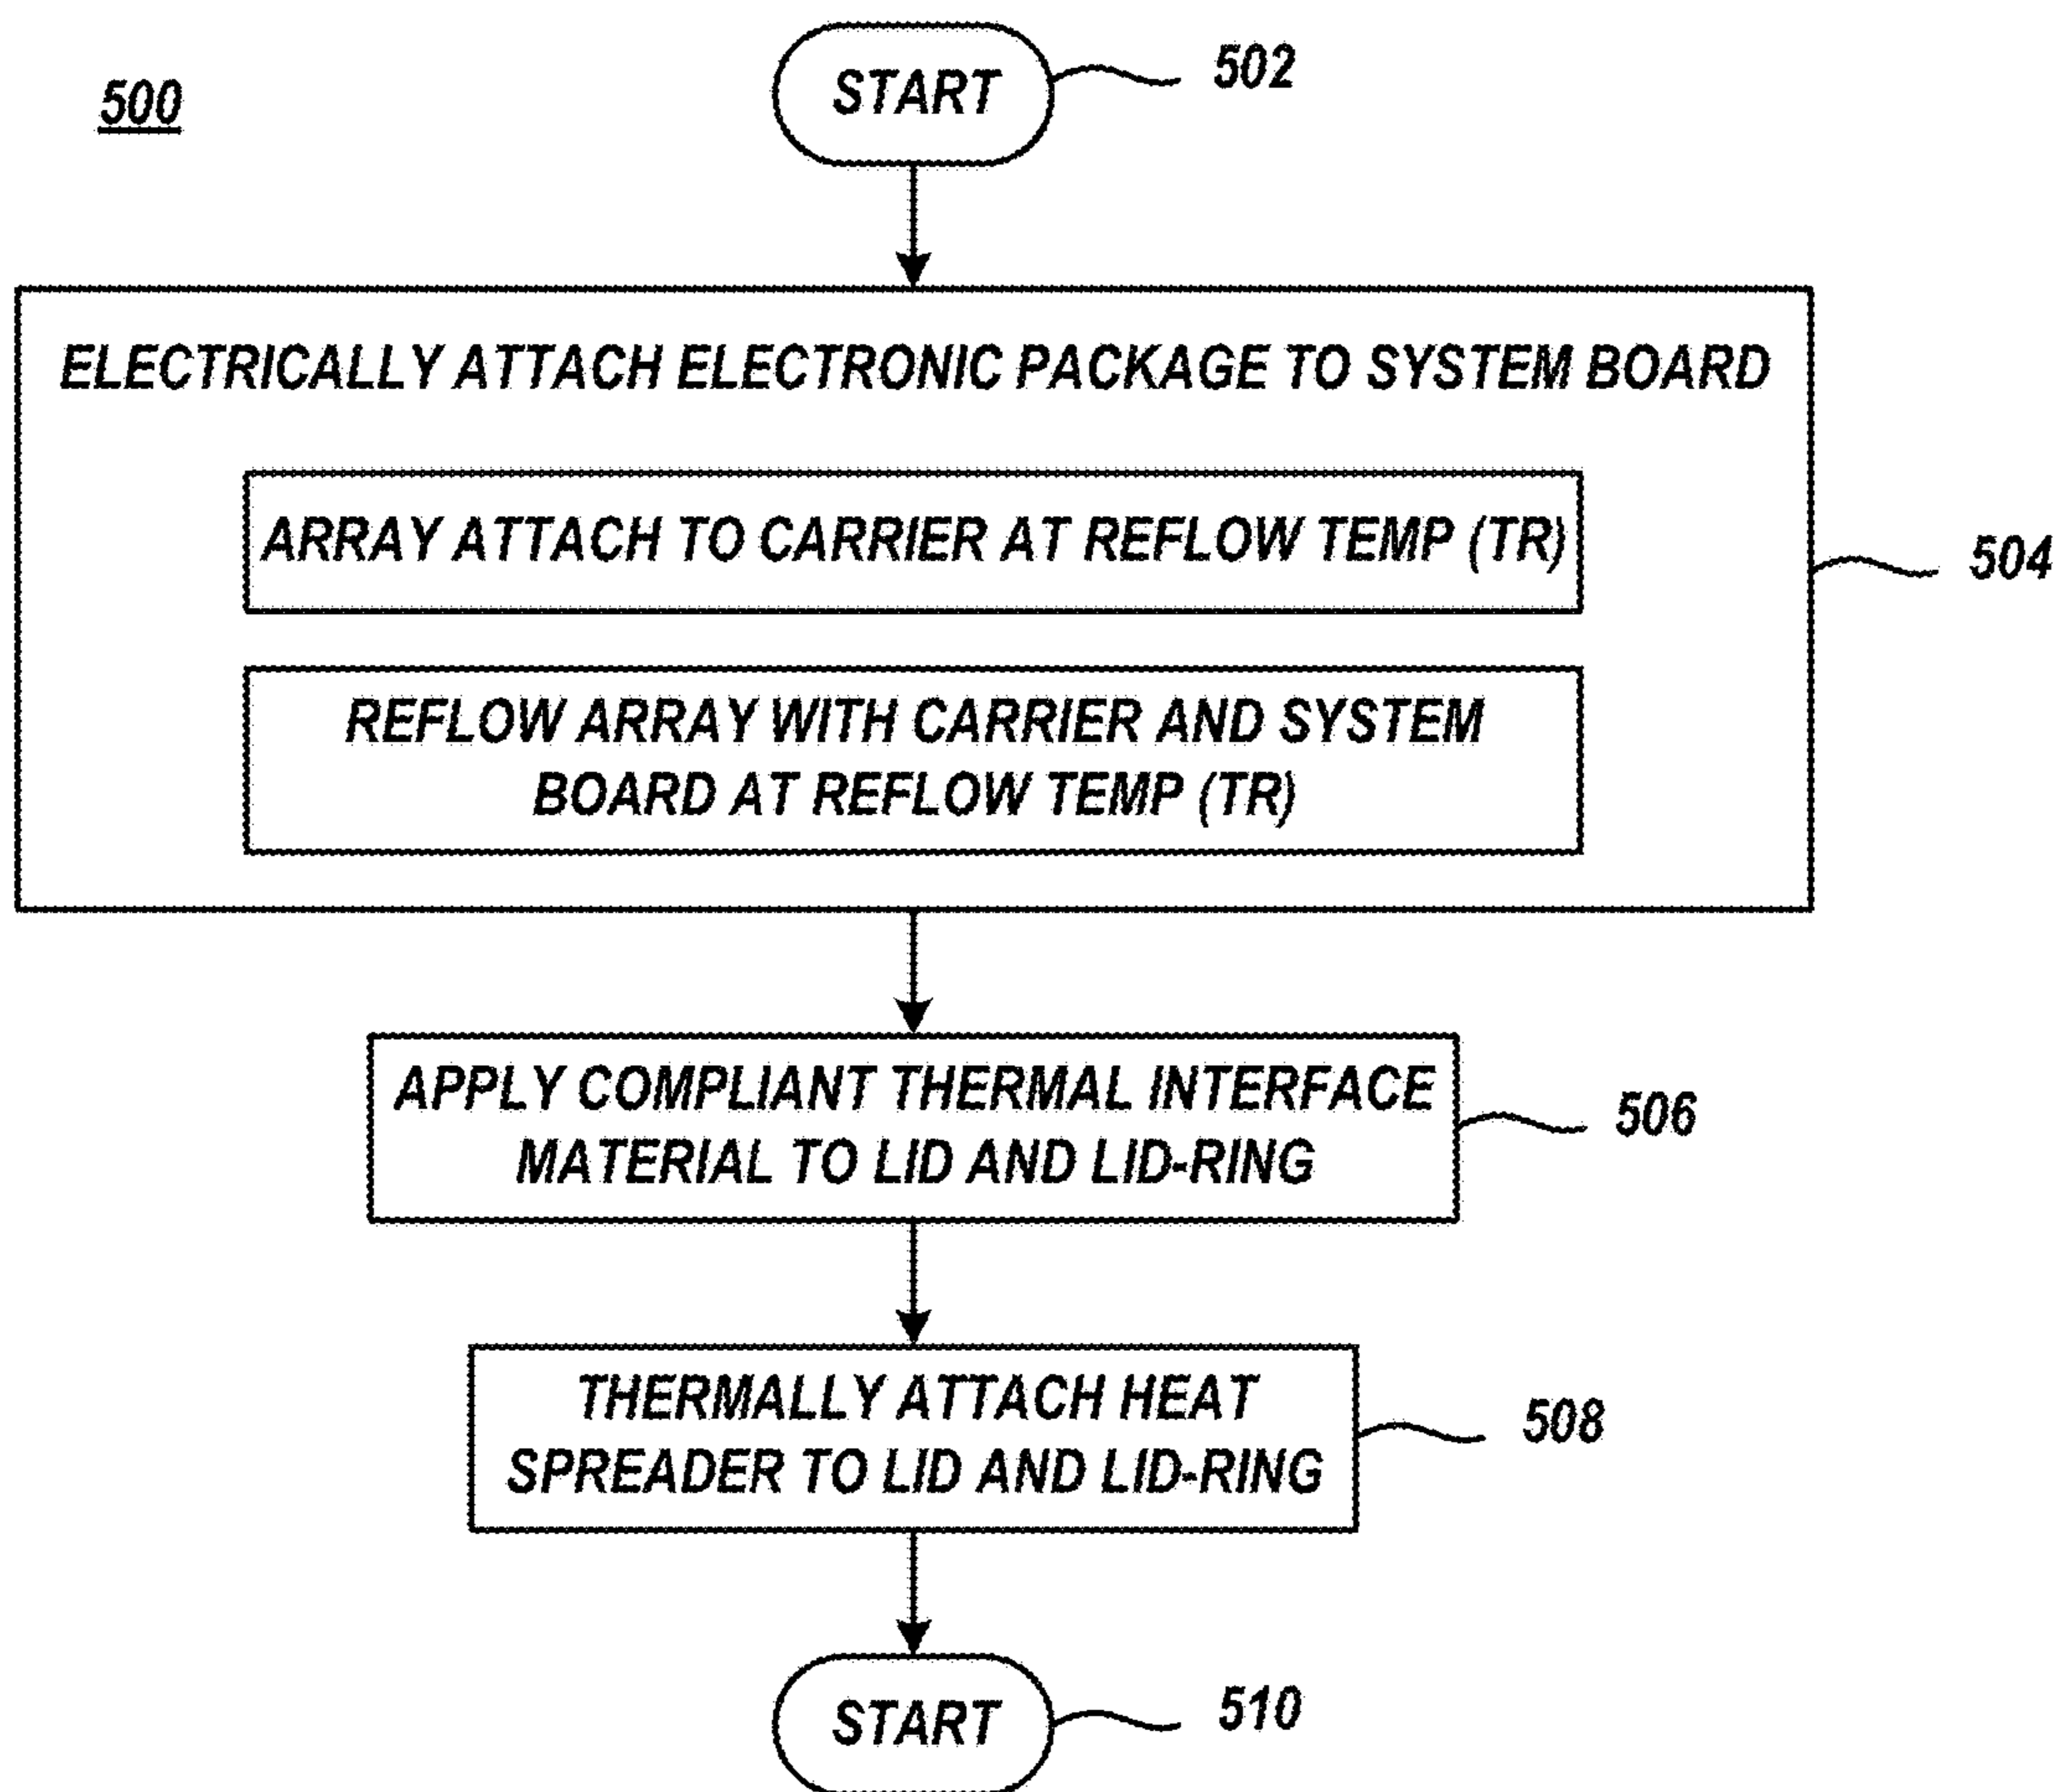 502
START
500
ELECTRICALLY ATTACH ELECTRONIC PACKAGE TO SYSTEM BOARD
ARRAY ATTACH TO CARRIER AT REFLOW TEMP (TR)
504
REFLOW ARRAY WITH CARRIER AND SYSTEM
BOARD AT REFLOW TEMP (TR)
APPLY COMPLIANT THERMAL INTERFACE
MATERIAL TO LID AND LID-RING
506
THERMALLY ATTACH HEAT
SPREADER TO LID AND LID-RING
508
START
510